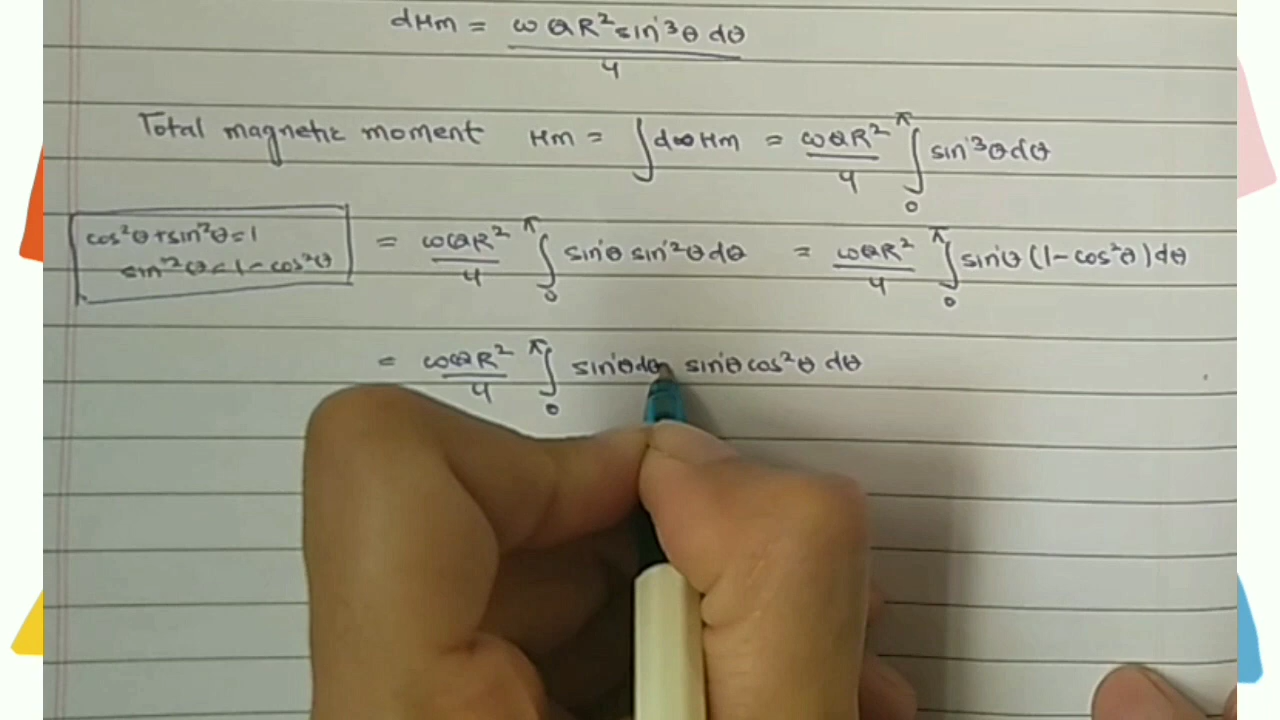 dμm = ωQR² sin³θ dθ / 4
Total magnetic moment μm = ∫ dμm = ωQR²/4 ∫₀^π sin³θ dθ
cos²θ + sin²θ = 1
sin²θ = 1 − cos²θ
= ωQR²/4 ∫₀^π sinθ sin²θ dθ = ωQR²/4 ∫₀^π sinθ (1 − cos²θ) dθ
= ωQR²/4 ∫₀^π sinθ dθ sinθ cos²θ dθ